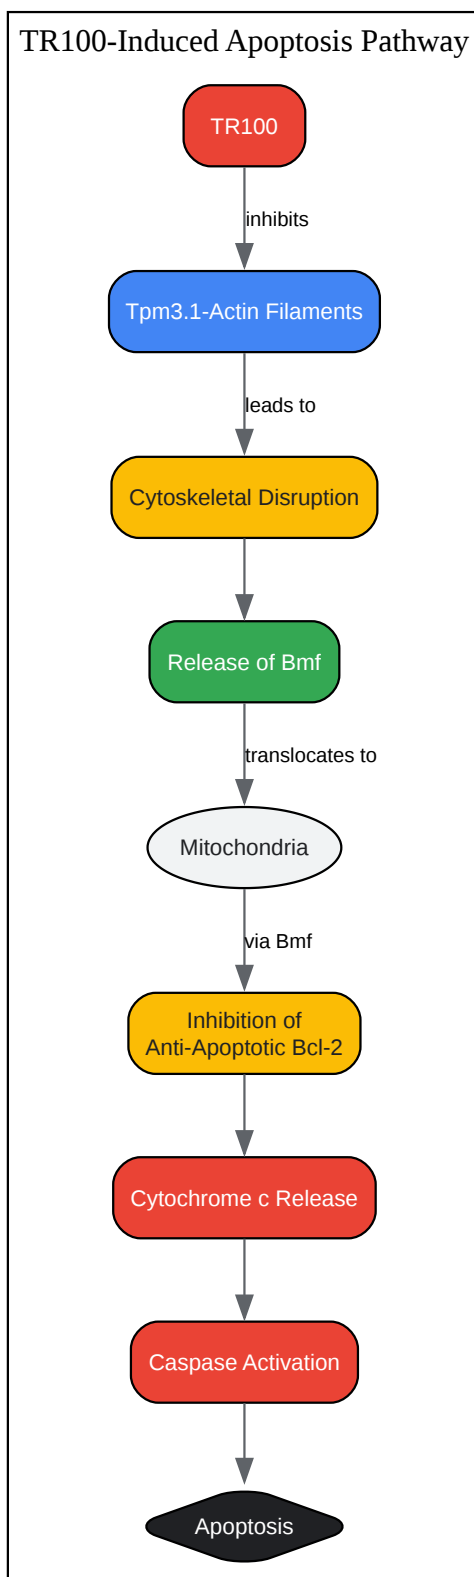 TR100-Induced Apoptosis Pathway
TR100
inhibits
Tpm3.1-Actin Filaments
leads to
Cytoskeletal Disruption
Release of Bmf
translocates to
Mitochondria
via Bmf
Inhibition of
Anti-Apoptotic Bcl-2
Cytochrome c Release
Caspase Activation
Apoptosis